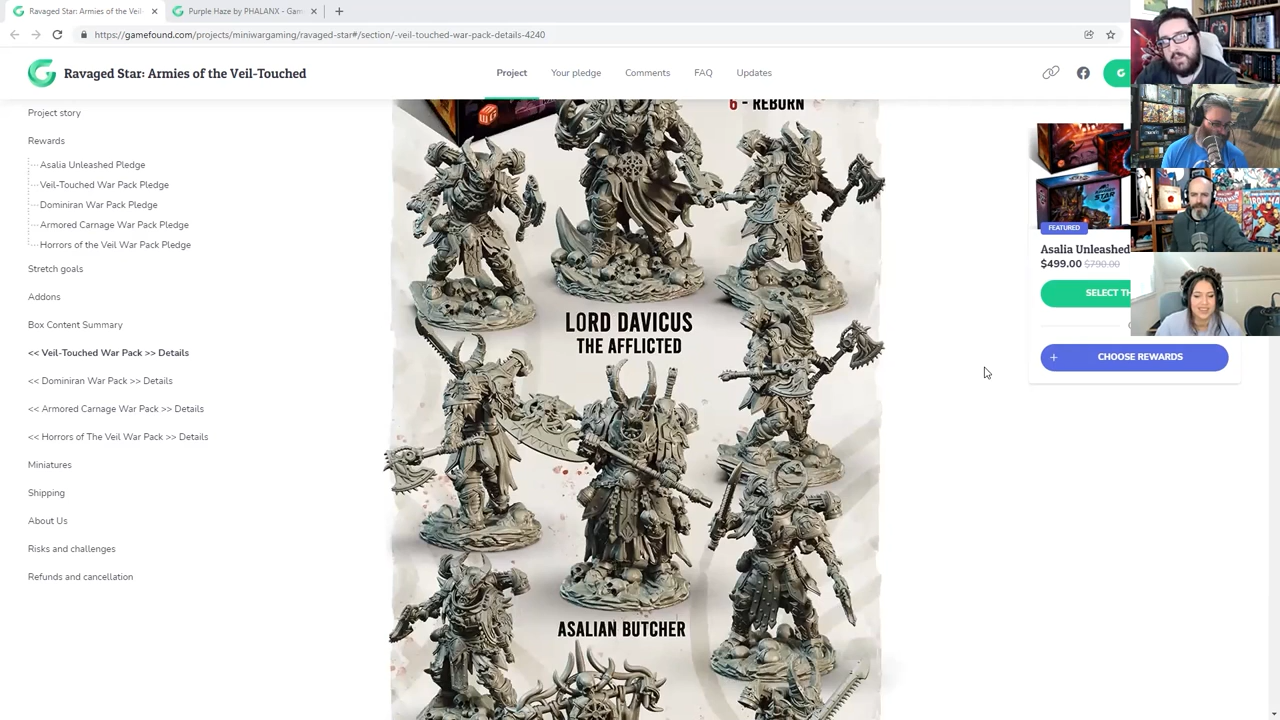 Ravaged Star: Armies of the Veil-
Purple Haze by PHALANX - Gam
https://gamefound.com/projects/miniwargaming/ravaged-star#/section/-veil-touched-war-pack-details-4240
Ravaged Star: Armies of the Veil-Touched
Project
Your pledge
Comments
FAQ
Updates
Project story
Rewards
Asalia Unleashed Pledge
Veil-Touched War Pack Pledge
Dominiran War Pack Pledge
Armored Carnage War Pack Pledge
Horrors of the Veil War Pack Pledge
Stretch goals
Addons
Box Content Summary
<< Veil-Touched War Pack >> Details
<< Dominiran War Pack >> Details
<< Armored Carnage War Pack >> Details
<< Horrors of The Veil War Pack >> Details
Miniatures
Shipping
About Us
Risks and challenges
Refunds and cancellation
6 - REBORN
LORD DAVICUS
THE AFFLICTED
ASALIAN BUTCHER
STAR
FEATURED
Asalia Unleashed
$499.00 $790.00
SELECT TH
+ CHOOSE REWARDS
IRON MAN